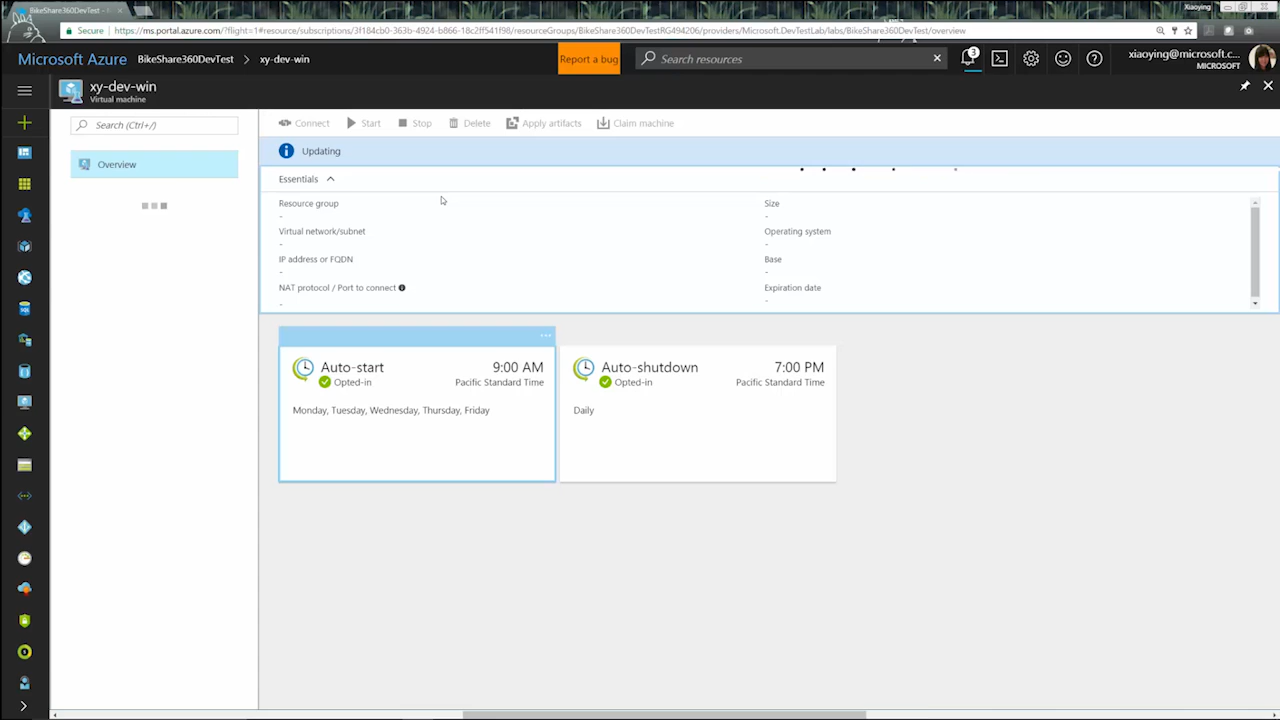 BikeShare360DevTest - 
Xiaoying
Secure
https://ms.portal.azure.com/?flight=1#resource/subscriptions/3f184cb0-363b-4924-b866-18c2ff541f98/resourceGroups/BikeShare360DevTestRG494206/providers/Microsoft.DevTestLab/labs/BikeShare360DevTest/overview
Microsoft Azure BikeShare360DevTest > xy-dev-win
Report a bug
Search resources
3
xiaoying@microsoft.c...
MICROSOFT
xy-dev-win
Virtual machine
Search (Ctrl+/)
Overview
Connect Start Stop Delete Apply artifacts Claim machine
Updating
Essentials
Resource group
-
Virtual network/subnet
-
IP address or FQDN
-
NAT protocol / Port to connect
-
Size
-
Operating system
-
Base
-
Expiration date
-
Auto-start 9:00 AM
Opted-in Pacific Standard Time
Monday, Tuesday, Wednesday, Thursday, Friday
Auto-shutdown 7:00 PM
Opted-in Pacific Standard Time
Daily